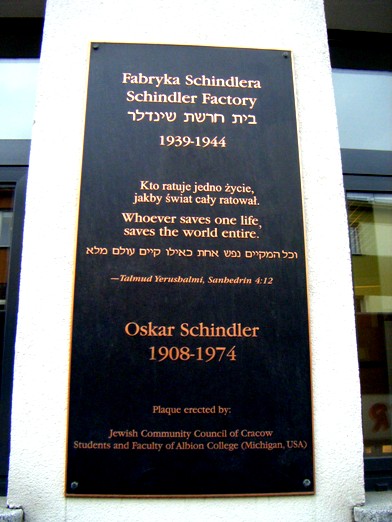 Fabryka Schindlera
Schindler Factory
בית חרשת שינדלר
1939-1944
Kto ratuje jedno życie,
jakby świat cały ratował.
Whoever saves one life,
saves the world entire.
וכל המקיים נפש אחת כאילו קיים עולם מלא
—Talmud Yerushalmi, Sanhedrin 4:12
Oskar Schindler
1908-1974
Plaque erected by:
Jewish Community Council of Cracow
Students and Faculty of Albion College (Michigan, USA)